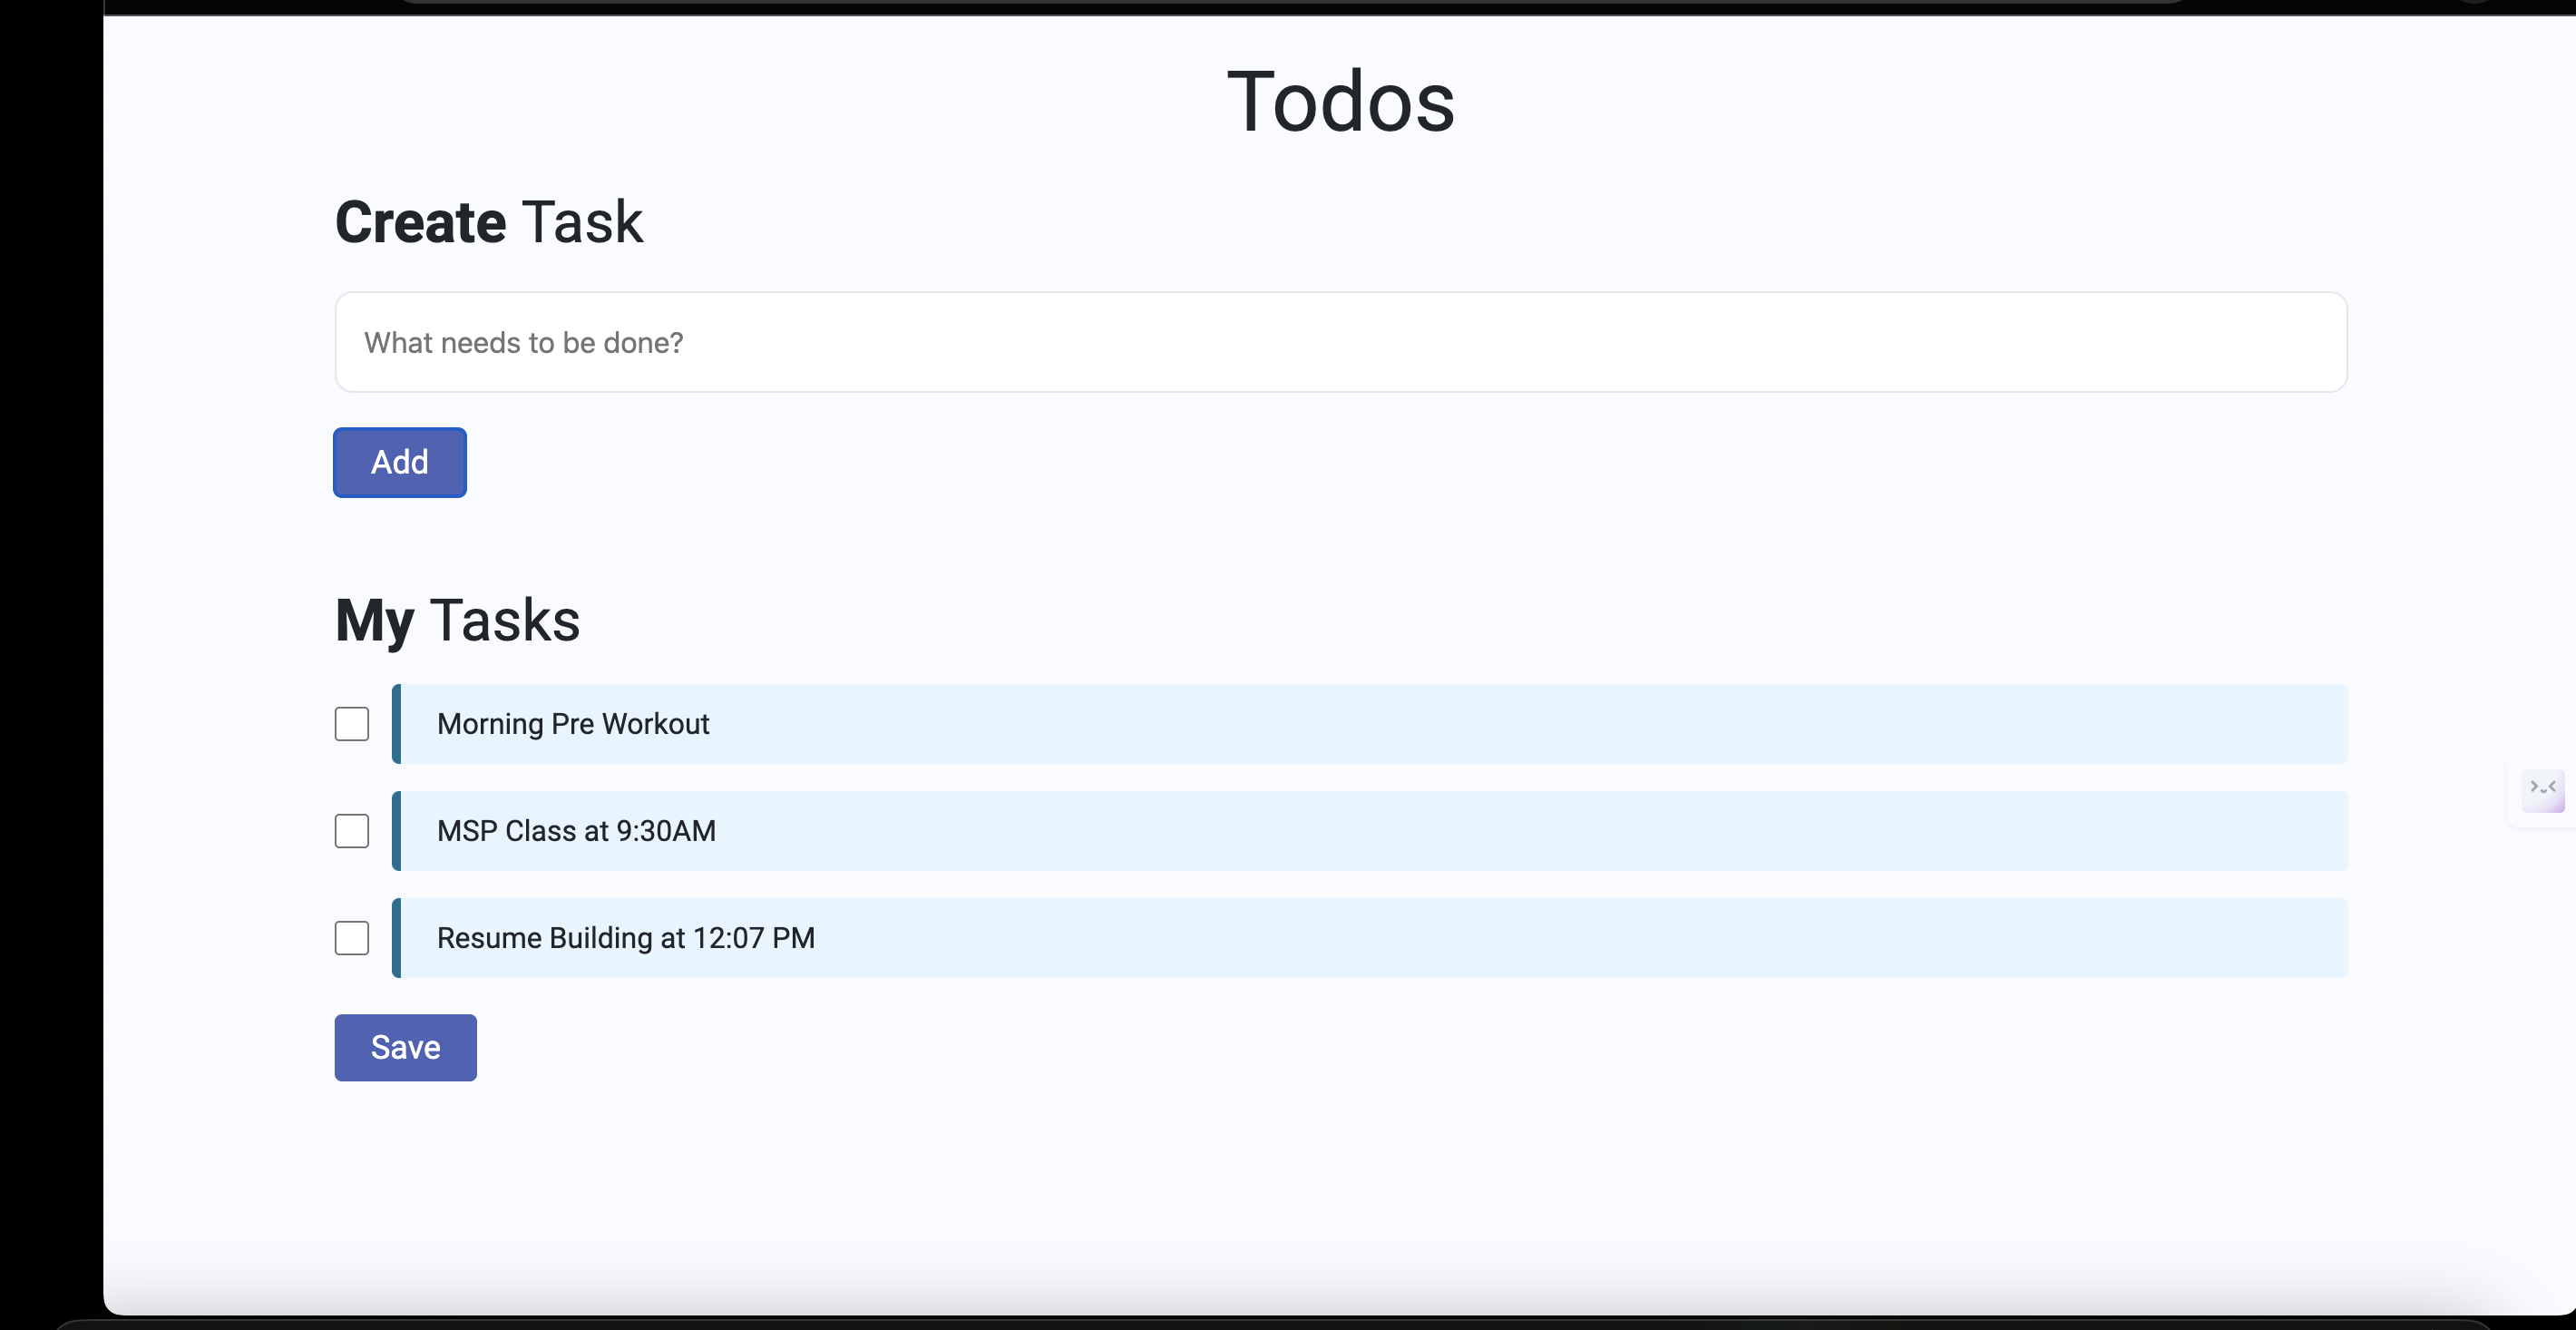 Todos
Create Task
What needs to be done?
Add
My Tasks
Morning Pre Workout
MSP Class at 9:30AM
Resume Building at 12:07 PM
Save